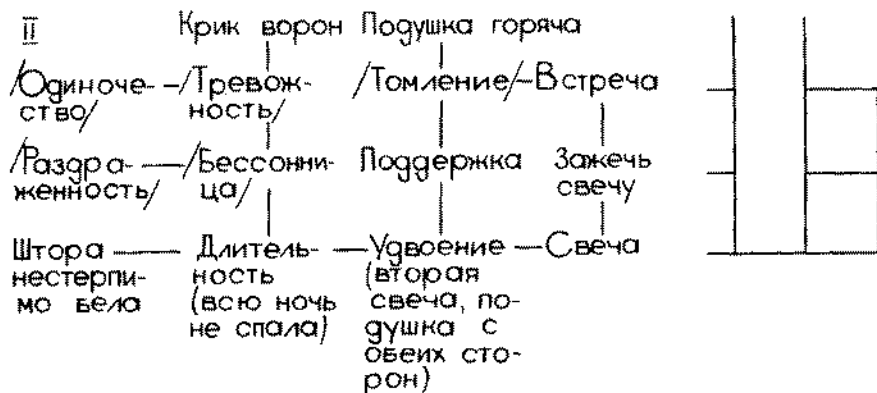 II Крик ворон Подушка горяча
/Одиноче- /Тревож- /Томление/ Встреча
ство/ ность/
/Раздра- /Бессонни- Поддержка Зажечь
женность/ ца/ свечу
Штора Длитель- Удвоение Свеча
нестерпи- ность (вторая
мо бела (всю ночь свеча, по-
не спала) душка с
обеих сто-
рон)